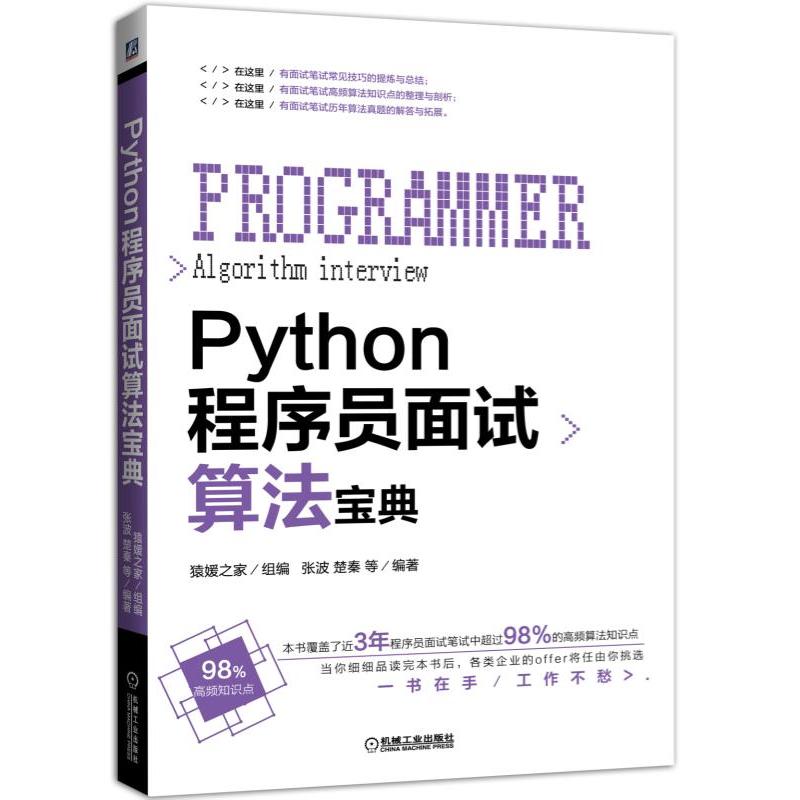 </> 在这里 / 有面试笔试常见技巧的提炼与总结；
</> 在这里 / 有面试笔试高频算法知识点的整理与剖析；
</> 在这里 / 有面试笔试历年算法真题的解答与拓展。
PROGRAMMER
>Algorithm interview
Python
程序员面试 >
算法宝典
猿媛之家/组编 张波 楚秦 等/编著
本书覆盖了近3年程序员面试笔试中超过98%的高频算法知识点
当你细细品读完本书后，各类企业的offer将任由你挑选
一书在手/工作不愁>.
98%
高频知识点
机械工业出版社
CHINA MACHINE PRESS
Python程序员面试算法宝典
猿媛之家/组编
张波 楚秦 等/编著